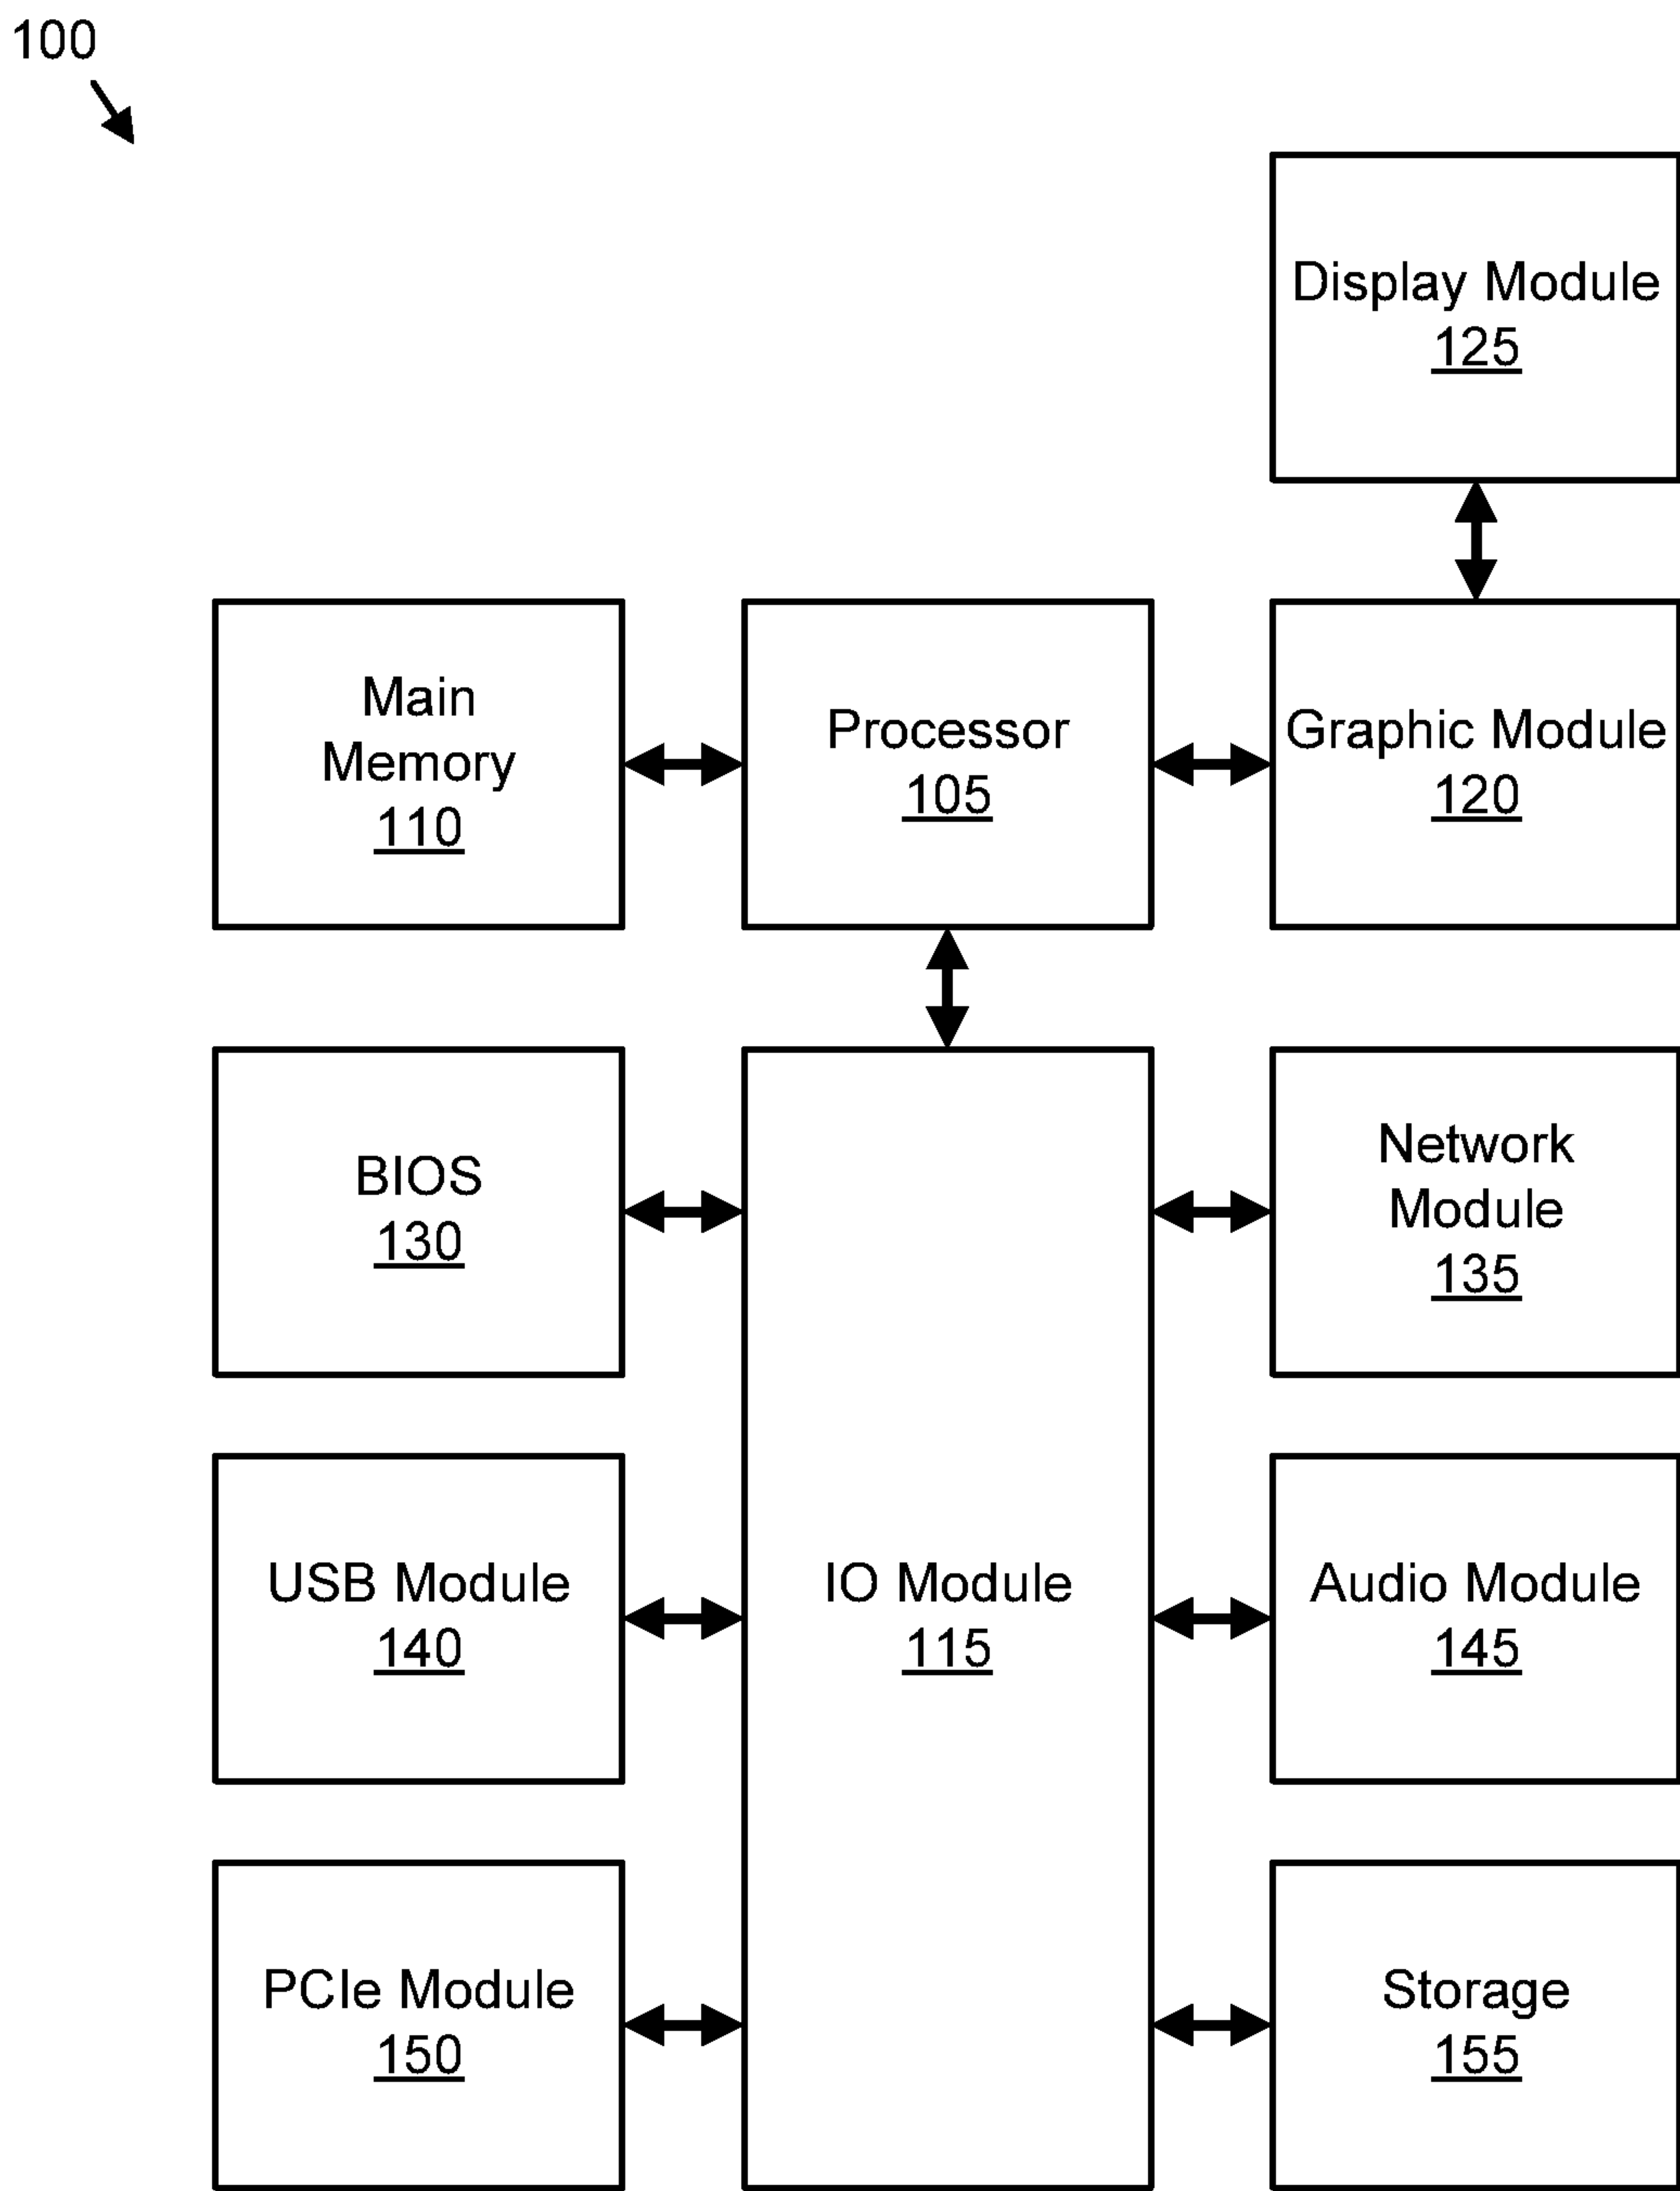 100
Display Module
125
Main
Memory
110
Processor
105
Graphic Module
120
BIOS
130
Network
Module
135
USB Module
140
IO Module
115
Audio Module
145
PCIe Module
150
Storage
155